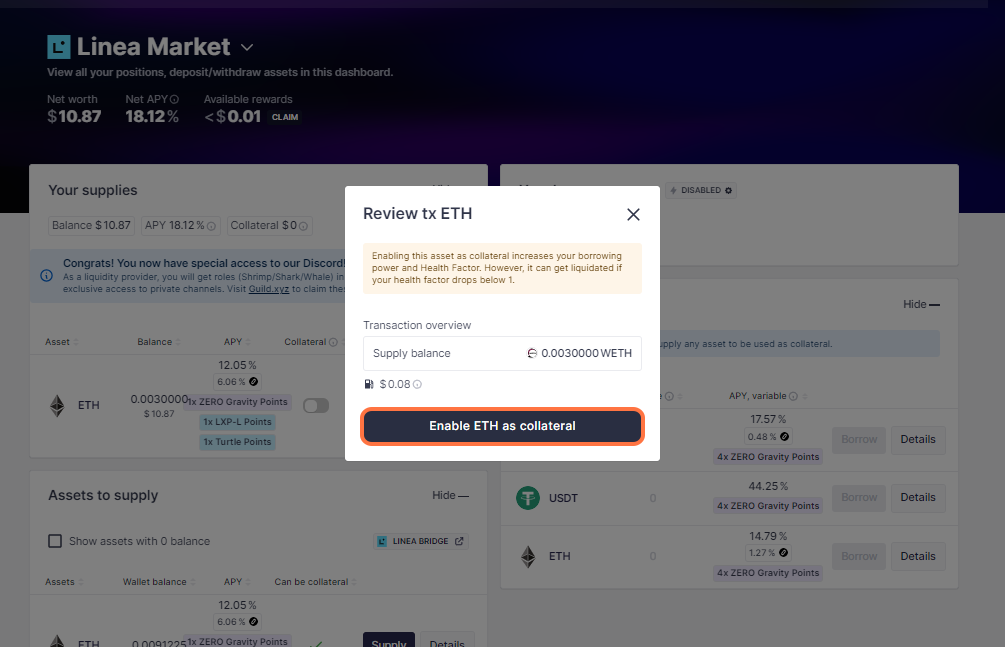 Linea Market
View all your positions, deposit/withdraw assets in this dashboard.
Net worth
$10.87
Net APY
18.12%
Available rewards
<$0.01 CLAIM
Your supplies
Balance $10.87
APY 18.12%
Collateral $0
Congrats! You now have special access to our Discord!
As a liquidity provider, you will get roles (Shrimp/Shark/Whale) in
exclusive access to private channels. Visit Guild.xyz to claim these
Asset
Balance
APY
Collateral
ETH
0.0030000
$10.87
12.05%
6.06%
1x ZERO Gravity Points
1x LXP-L Points
1x Turtle Points
Assets to supply
Hide —
Show assets with 0 balance
LINEA BRIDGE
Assets
Wallet balance
APY
Can be collateral
ETH
0.0091225
12.05%
6.06%
1x ZERO Gravity Points
Supply
Details
Review tx ETH
Enabling this asset as collateral increases your borrowing
power and Health Factor. However, it can get liquidated if
your health factor drops below 1.
Transaction overview
Supply balance
0.0030000 WETH
$0.08
Enable ETH as collateral
DISABLED
Hide —
supply any asset to be used as collateral.
APY, variable
17.57%
0.48%
4x ZERO Gravity Points
Borrow
Details
USDT
0
44.25%
4x ZERO Gravity Points
Borrow
Details
ETH
0
14.79%
1.27%
4x ZERO Gravity Points
Borrow
Details